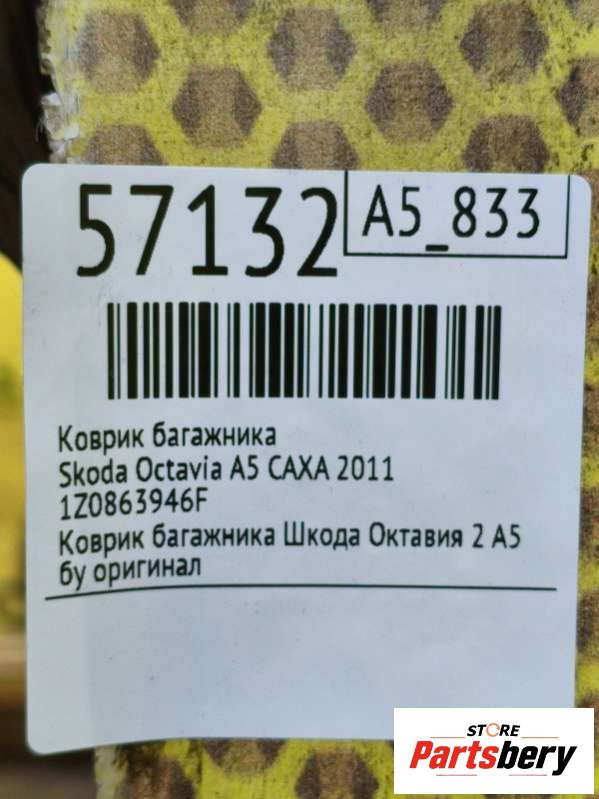 57132
A5_833
Коврик багажника
Skoda Octavia A5 CAXA 2011
1Z0863946F
Коврик багажника Шкода Октавия 2 А5
бу оригинал
STORE
Partsbery